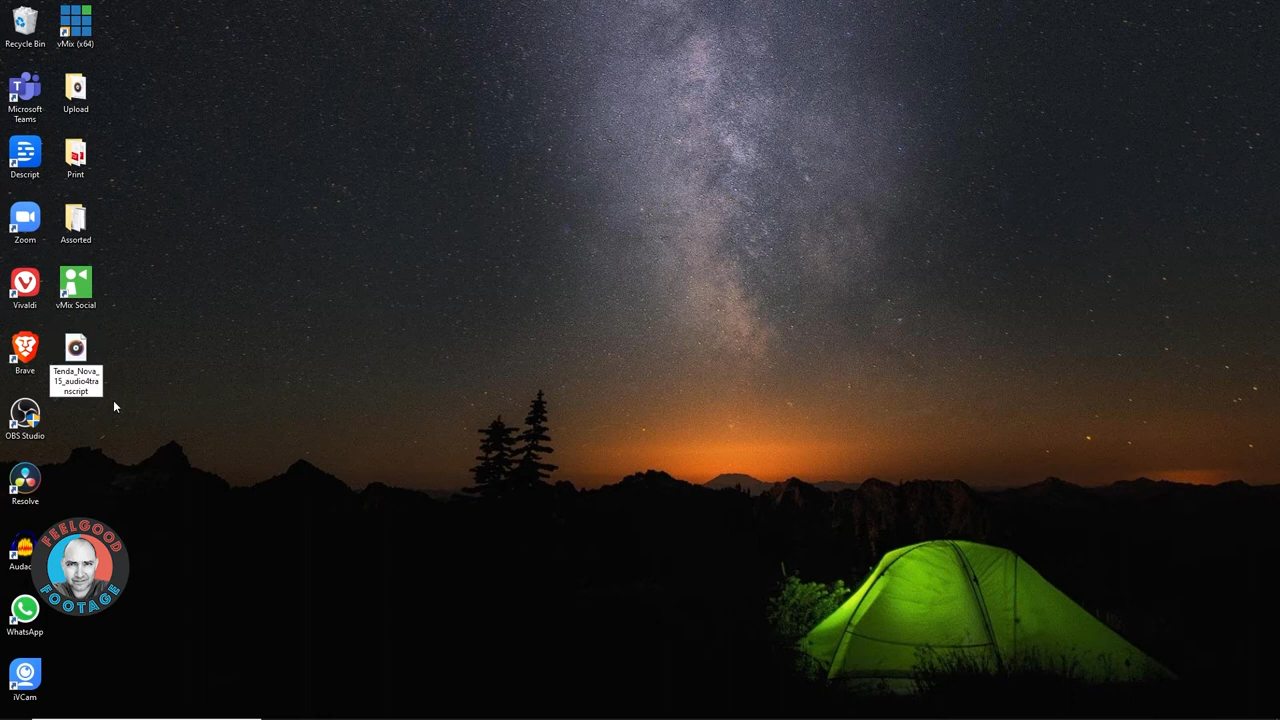 Recycle Bin
vMix (x64)
Microsoft
Teams
Upload
Descript
Print
Zoom
Assorted
Vivaldi
vMix Social
Brave
Tenda_Nova_
15_audio4tra
nscript
OBS Studio
Resolve
FEELGOOD
FOOTAGE
WhatsApp
iVCam